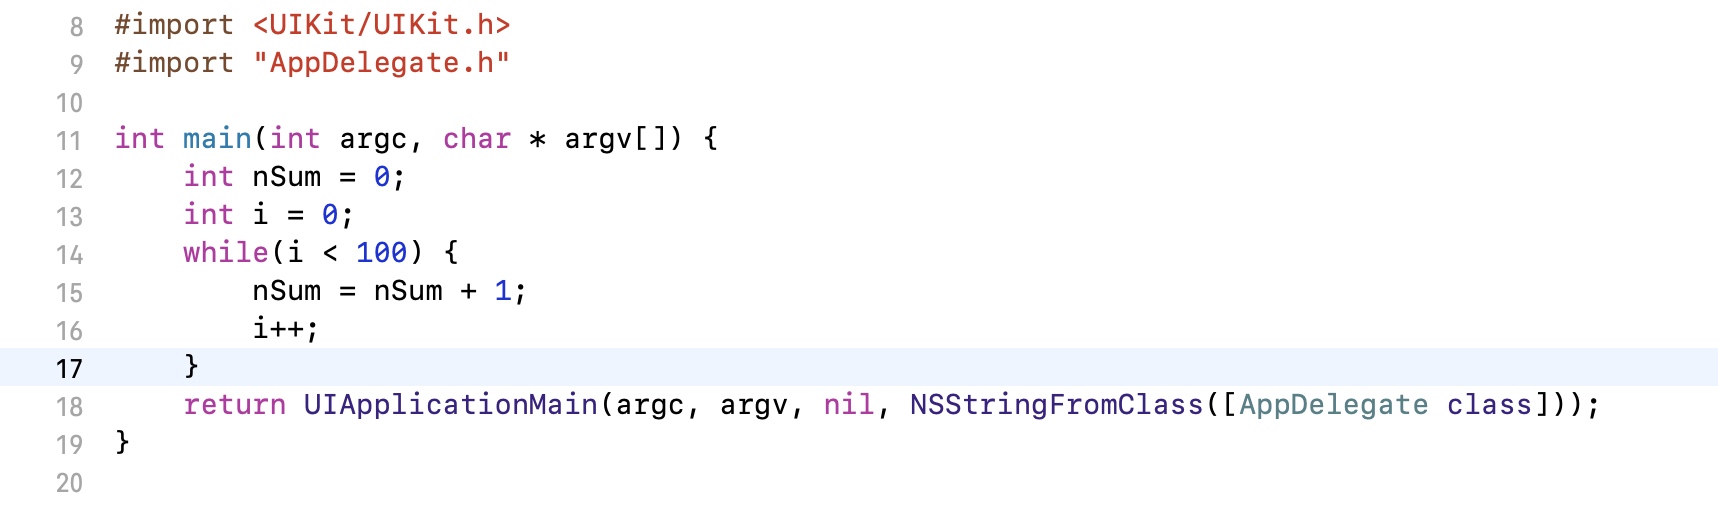 8 #import <UIKit/UIKit.h>
9 #import "AppDelegate.h"
10
11 int main(int argc, char * argv[]) {
12     int nSum = 0;
13     int i = 0;
14     while(i < 100) {
15         nSum = nSum + 1;
16         i++;
17     }
18     return UIApplicationMain(argc, argv, nil, NSStringFromClass([AppDelegate class]));
19 }
20